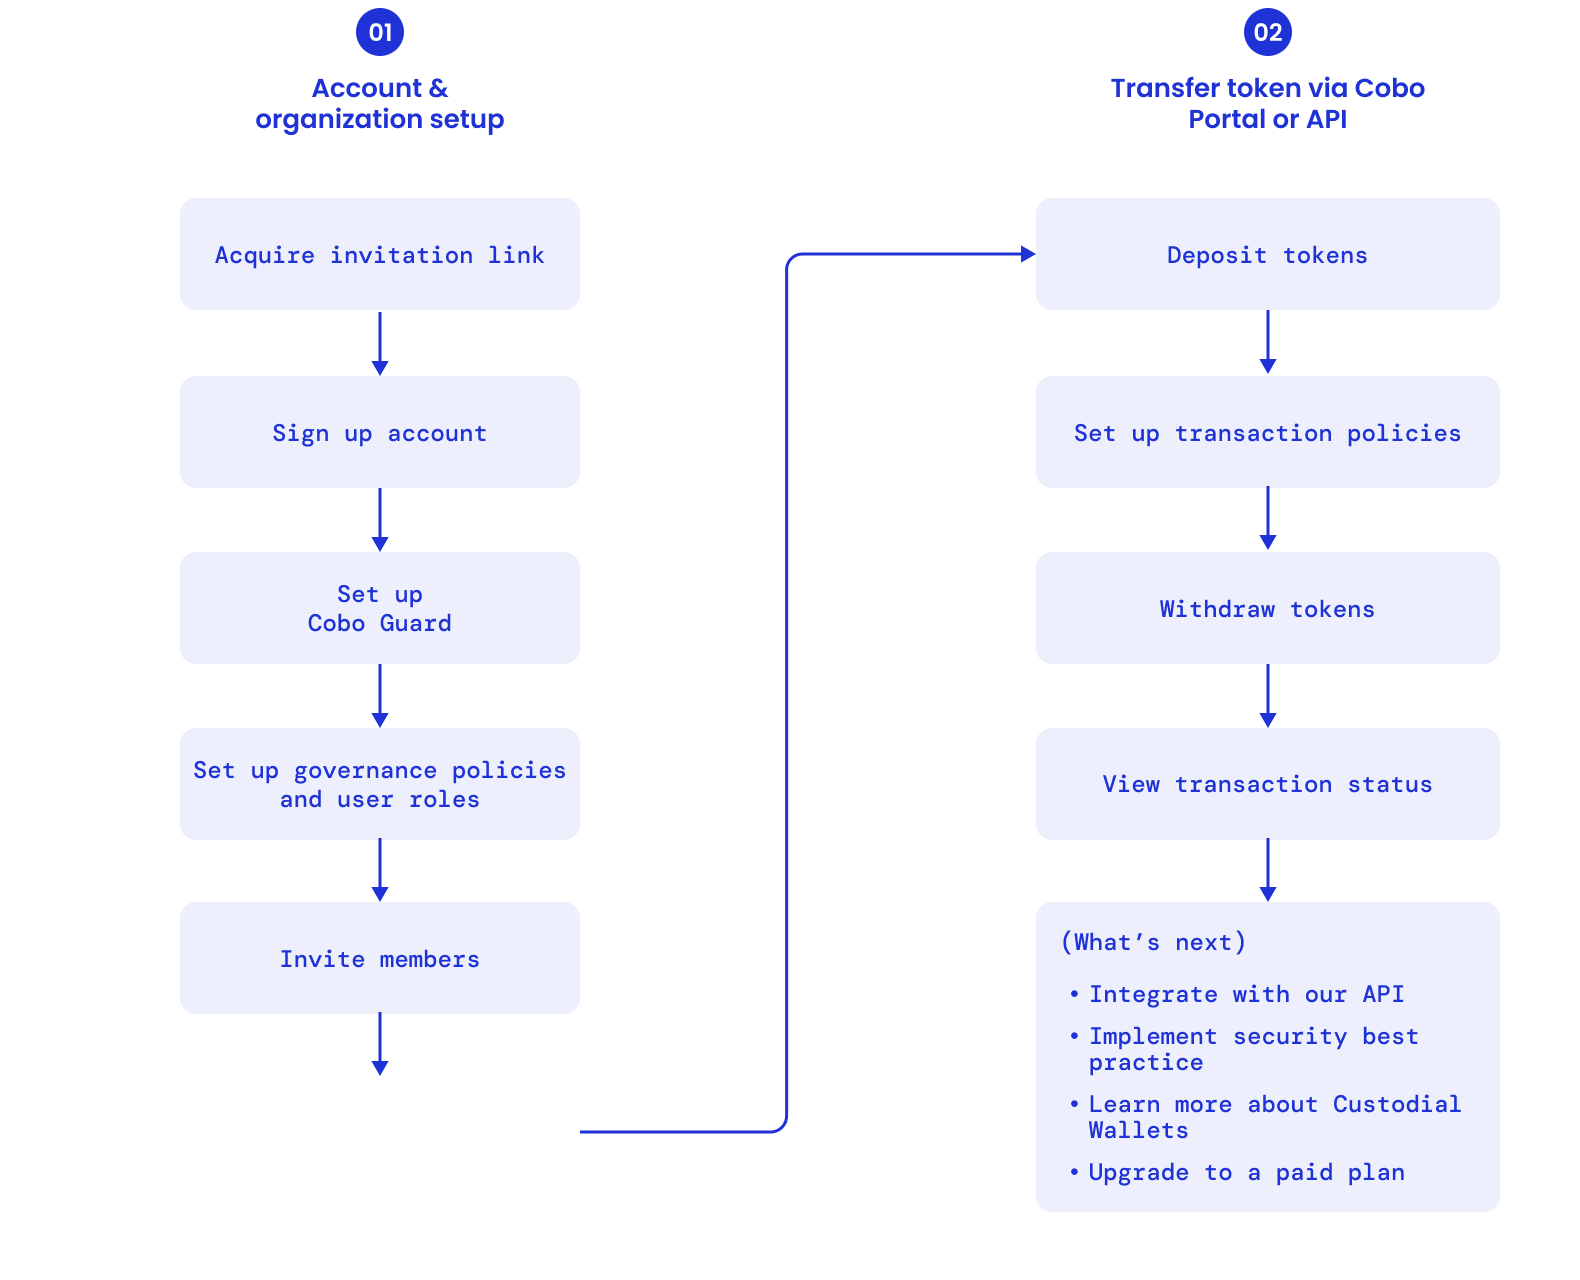 01
Account &
organization setup
Acquire invitation link
Sign up account
Set up
Cobo Guard
Set up governance policies
and user roles
Invite members
02
Transfer token via Cobo
Portal or API
Deposit tokens
Set up transaction policies
Withdraw tokens
View transaction status
(What’s next)
• Integrate with our API
• Implement security best
practice
• Learn more about Custodial
Wallets
• Upgrade to a paid plan